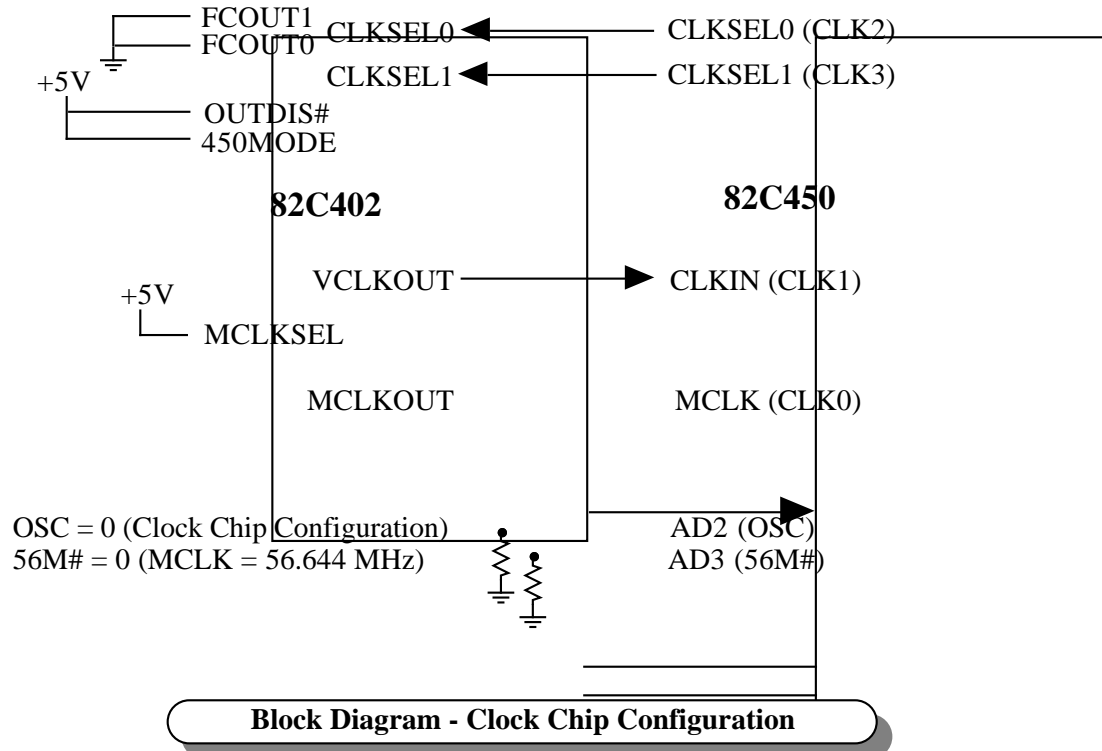 FCOUT1
FCOUT0
CLKSEL0
CLKSEL0 (CLK2)
CLKSEL1
CLKSEL1 (CLK3)
+5V
OUTDIS#
450MODE
82C402
82C450
VCLKOUT
CLKIN (CLK1)
+5V
MCLKSEL
MCLKOUT
MCLK (CLK0)
OSC = 0 (Clock Chip Configuration)
AD2 (OSC)
56M# = 0 (MCLK = 56.644 MHz)
AD3 (56M#)
Block Diagram - Clock Chip Configuration